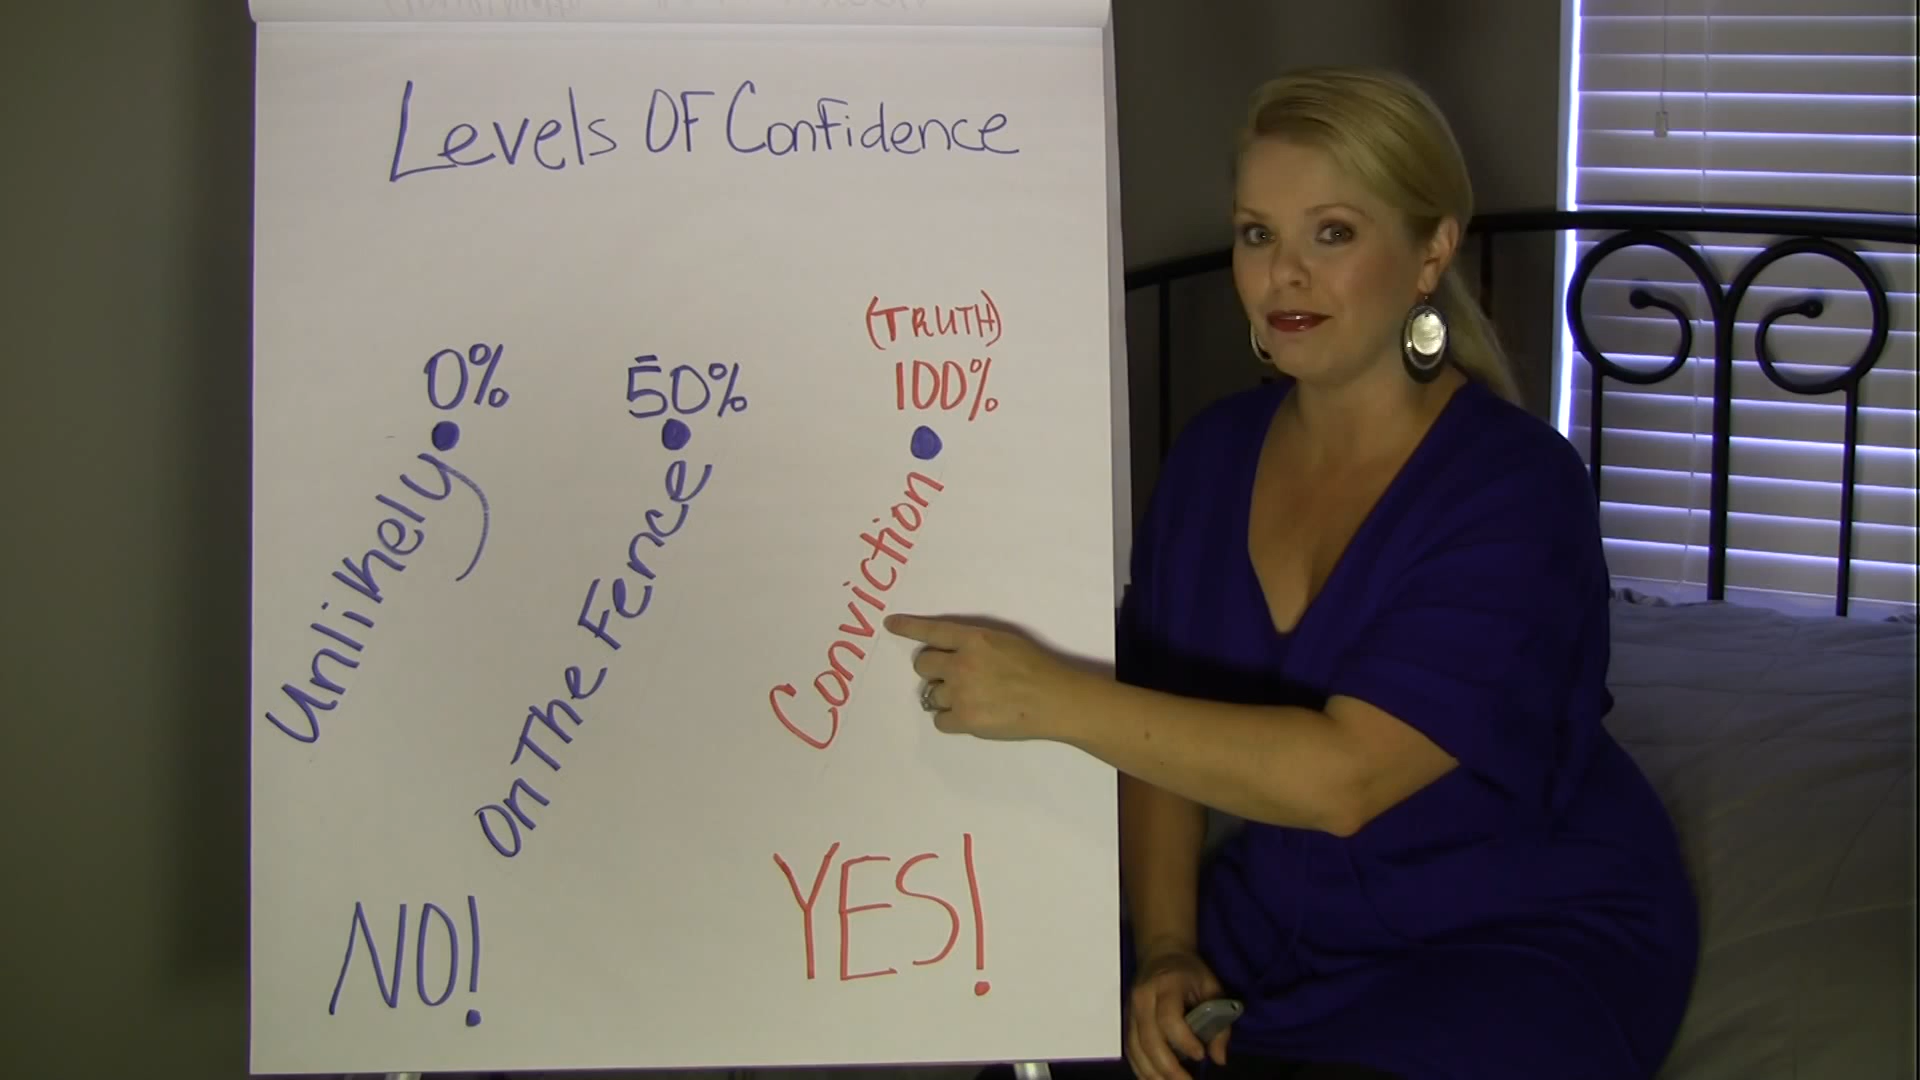 Levels OF Confidence
(TRUTH)
0% 50% 100%
Unlikely
On The Fence
Conviction
NO! YES!